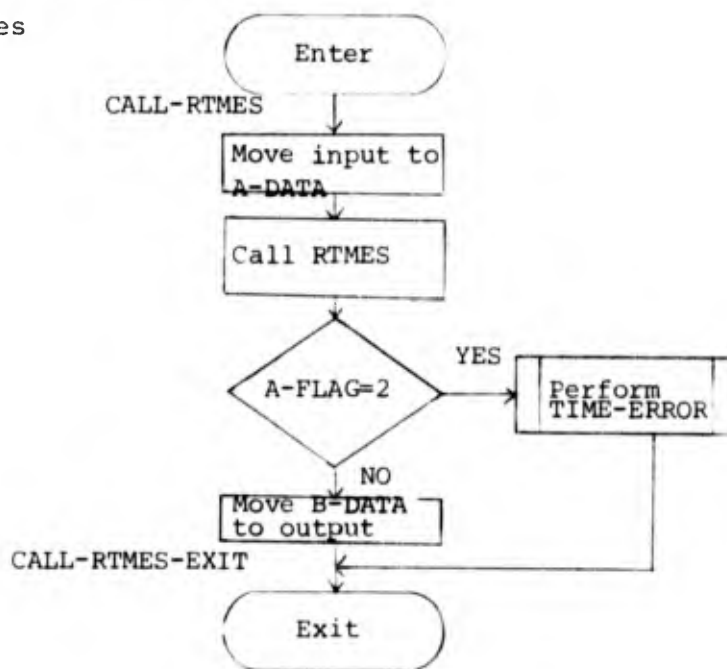 es
Enter
CALL-RTMES
Move input to
A-DATA
Call RTMES
A-FLAG=2
YES
Perform
TIME-ERROR
NO
Move B-DATA
to output
CALL-RTMES-EXIT
Exit